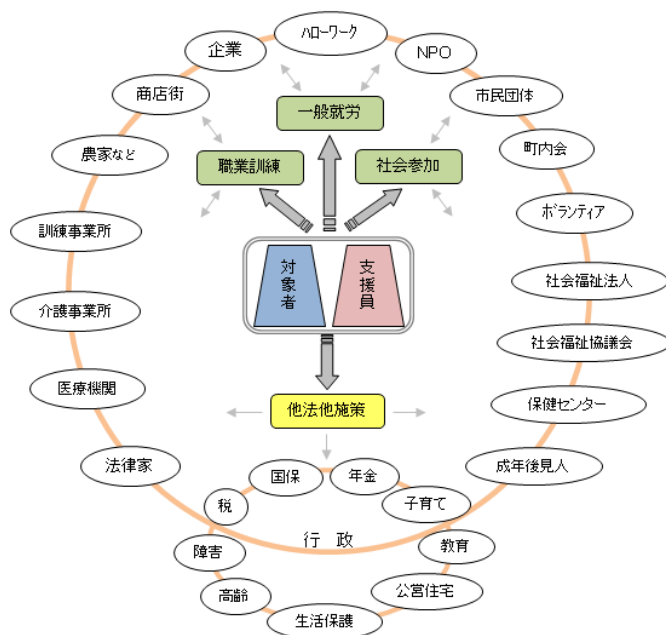 ハローワーク
企業
NPO
商店街
市民団体
一般就労
農家など
職業訓練
社会参加
町内会
訓練事業所
ボランティア
対象者
支援員
社会福祉法人
介護事業所
社会福祉協議会
医療機関
他法他施策
保健センター
法律家
国保
年金
成年後見人
税
子育て
行 政
障害
教育
高齢
公営住宅
生活保護